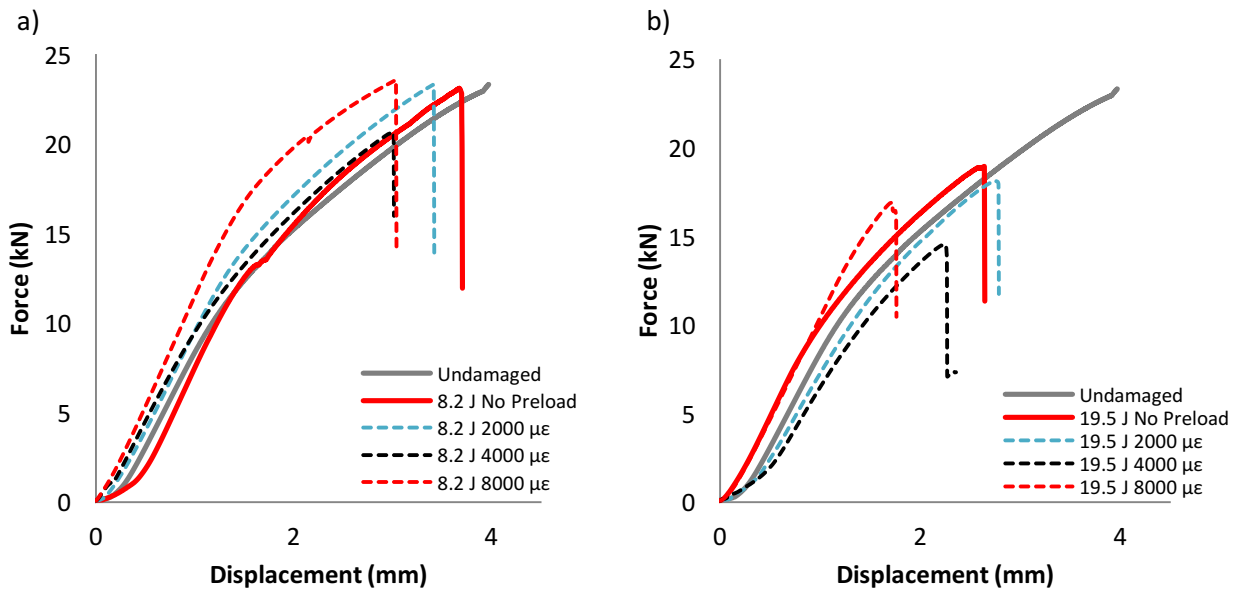 a)
25
20
15
10
5
0
0
2
4
Force (kN)
Displacement (mm)
Undamaged
8.2 J No Preload
8.2 J 2000 µε
8.2 J 4000 µε
8.2 J 8000 µε
b)
25
20
15
10
5
0
0
2
4
Force (kN)
Displacement (mm)
Undamaged
19.5 J No Preload
19.5 J 2000 µε
19.5 J 4000 µε
19.5 J 8000 µε